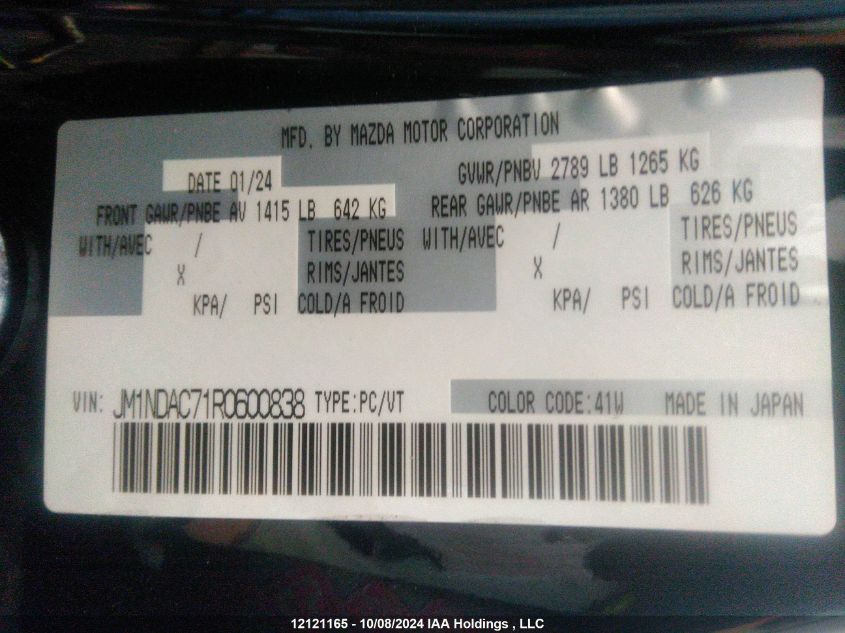 MFD. BY MAZDA MOTOR CORPORATION
DATE 01/24 GVWR/PNBV 2789 LB 1265 KG
FRONT GAWR/PNBE AV 1415 LB 642 KG REAR GAWR/PNBE AR 1380 LB 626 KG
WITH/AVEC / TIRES/PNEUS WITH/AVEC / TIRES/PNEUS
X RIMS/JANTES X RIMS/JANTES
KPA/ PSI COLD/A FROID KPA/ PSI COLD/A FROID
VIN: JM1NDAC71R0600838 TYPE:PC/VT COLOR CODE:41W MADE IN JAPAN
12121165 - 10/08/2024 IAA Holdings , LLC